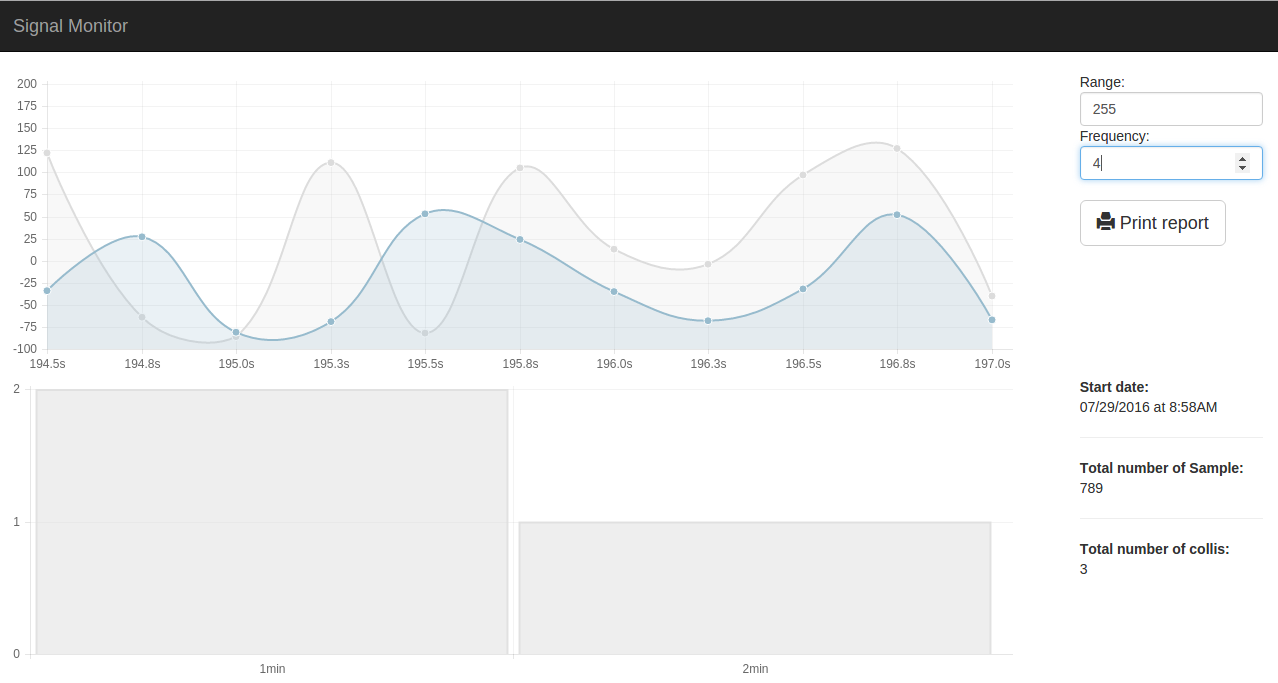 Signal Monitor
200
175
150
125
100
75
50
25
0
-25
-50
-75
-100
194.5s 194.8s 195.0s 195.3s 195.5s 195.8s 196.0s 196.3s 196.5s 196.8s 197.0s
2
1
0
1min 2min
Range:
255
Frequency:
4
Print report
Start date:
07/29/2016 at 8:58AM
Total number of Sample:
789
Total number of collis:
3